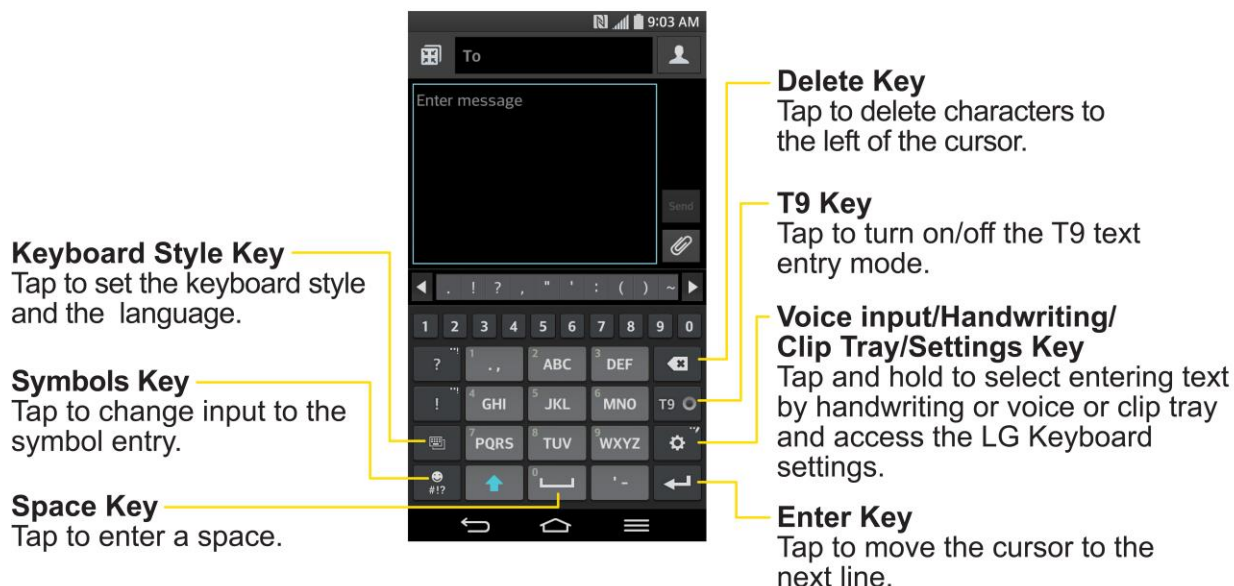 9:03 AM
To
Enter message
Send
. ! ? , " ' : ( ) ~
1 2 3 4 5 6 7 8 9 0
? 1 ., 2 ABC 3 DEF
! 4 GHI 5 JKL 6 MNO T9
7 PQRS 8 TUV 9 WXYZ
#!? 0 ' -
Keyboard Style Key
Tap to set the keyboard style
and the language.
Symbols Key
Tap to change input to the
symbol entry.
Space Key
Tap to enter a space.
Delete Key
Tap to delete characters to
the left of the cursor.
T9 Key
Tap to turn on/off the T9 text
entry mode.
Voice input/Handwriting/
Clip Tray/Settings Key
Tap and hold to select entering text
by handwriting or voice or clip tray
and access the LG Keyboard
settings.
Enter Key
Tap to move the cursor to the
next line.